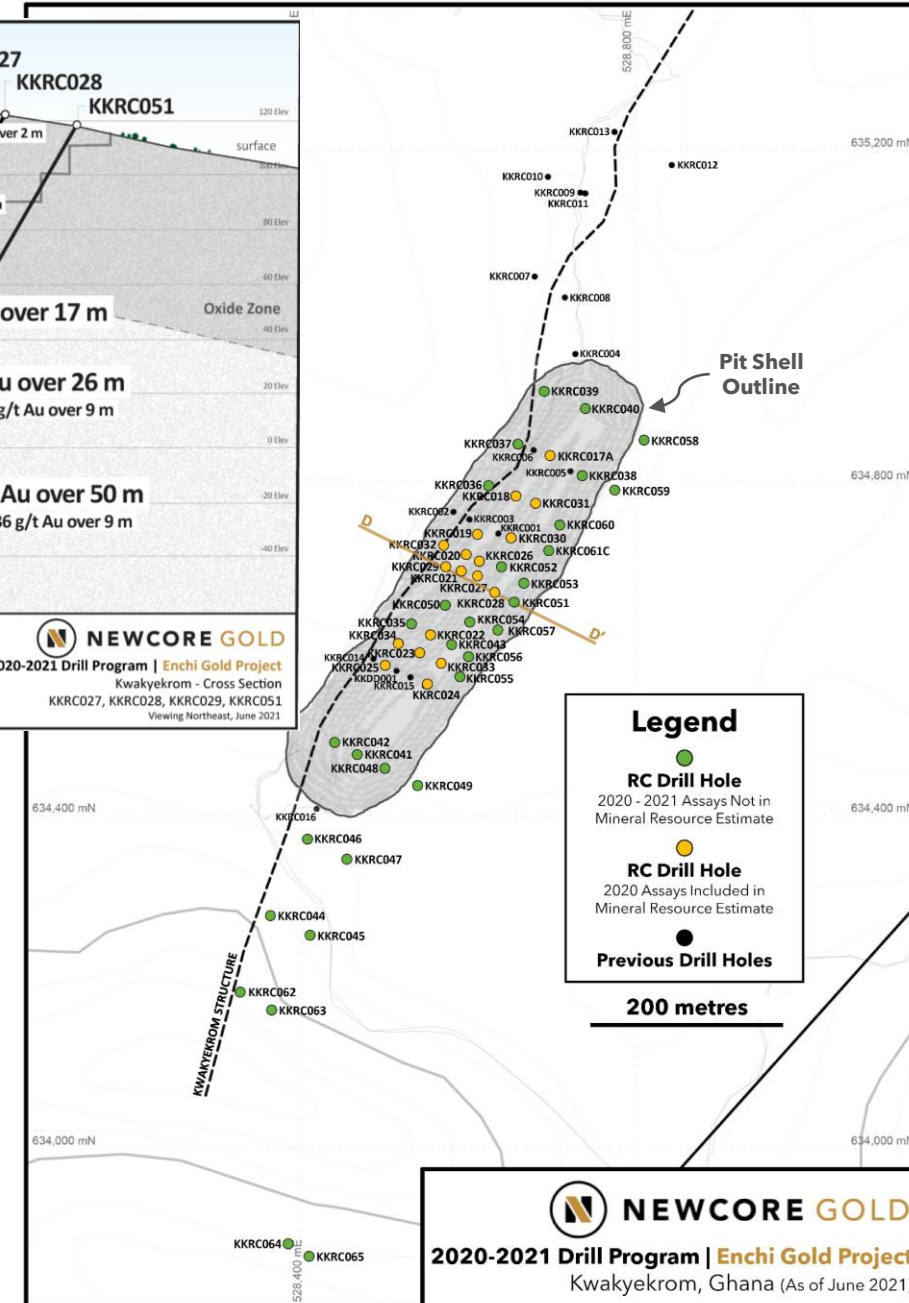 27
KKRC028
KKRC051
ver 2 m
120 Elev
surface
100 Elev
80 Elev
60 Elev
over 17 m
Oxide Zone
40 Elev
u over 26 m
20 Elev
g/t Au over 9 m
0 Elev
Au over 50 m
-20 Elev
36 g/t Au over 9 m
-40 Elev
NEWCORE GOLD
2020-2021 Drill Program | Enchi Gold Project
Kwakyekrom - Cross Section
KKRC027, KKRC028, KKRC029, KKRC051
Viewing Northeast, June 2021
528,800 mE
KKRC013
635,200 mN
KKRC012
KKRC010
KKRC009
KKRC011
KKRC007
KKRC008
KKRC004
Pit Shell
Outline
KKRC039
KKRC040
KKRC037
KKRC058
KKRC006
KKRC017A
KKRC005
KKRC038
634,800 mN
KKRC036
KKRC059
KKRC018
KKRC031
KKRC002
KKRC003
D
KKRC060
KKRC019
KKRC001
KKRC030
KKRC032
KKRC061C
KKRC020
KKRC026
KKRC029
KKRC052
KKRC021
KKRC053
KKRC027
KKRC050
KKRC028
KKRC051
KKRC035
KKRC054
KKRC057
D'
KKRC034
KKRC022
KKRC043
KKRC014
KKRC023
KKRC056
KKRC025
KKRC033
KKDD001
KKRC015
KKRC055
KKRC024
KKRC042
KKRC041
KKRC048
KKRC049
634,400 mN
634,400 mN
KKRC016
KKRC046
KKRC047
KKRC044
KKRC045
KWAKYEKROM STRUCTURE
KKRC062
KKRC063
Legend
RC Drill Hole
2020 - 2021 Assays Not in
Mineral Resource Estimate
RC Drill Hole
2020 Assays Included in
Mineral Resource Estimate
Previous Drill Holes
200 metres
634,000 mN
634,000 mN
KKRC064
KKRC065
528,400 mE
NEWCORE GOLD
2020-2021 Drill Program | Enchi Gold Project
Kwakyekrom, Ghana (As of June 2021)